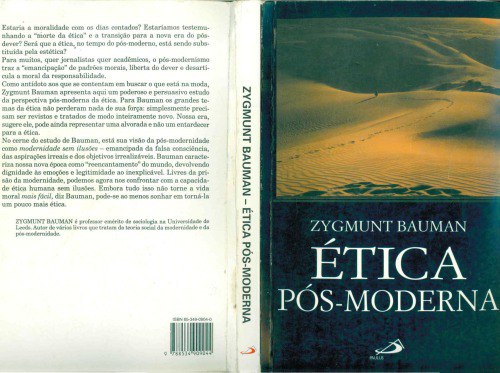 Estaria a moralidade com os dias contados? Estaríamos testemu-
nhando a "morte da ética" e a transição para a nova era do pós-
dever? Será que a ética, no tempo do pós-moderno, está sendo subs-
tituída pela estética?
Para muitos, quer jornalistas quer acadêmicos, o pós-modernismo
traz a "emancipação" de padrões morais, liberta do dever e desarti-
cula a moral da responsabilidade.
Como antídoto aos que se contentam em buscar o que está na moda,
Zygmunt Bauman apresenta aqui um poderoso e persuasivo estudo
da perspectiva pós-moderna da ética. Para Bauman os grandes te-
mas da ética não perderam nada de sua força: simplesmente preci-
sam ser revistos e tratados de modo inteiramente novo. Nossa era,
sugere ele, pode ainda representar uma alvorada e não um entardecer
para a ética.
No cerne do estudo de Bauman, está sua visão da pós-modernidade
como modernidade sem ilusões – emancipada da falsa consciência,
das aspirações irreais e dos objetivos irrealizáveis. Bauman caracte-
riza nossa nova época como "reencantamento" do mundo, devolvendo
dignidade às emoções e legitimidade ao inexplicável. Livres da pri-
são da modernidade, podemos agora nos confrontar com a capacida-
de ética humana sem ilusões. Embora tudo isso não torne a vida
moral mais fácil, diz Bauman, pode-se ao menos sonhar em torná-la
um pouco mais ética.
ZYGMUNT BAUMAN é professor emérito de sociologia na Universidade de
Leeds. Autor de vários livros que tratam da teoria social da modernidade e da
pós-modernidade.
ISBN 85-349-0904-0
9 788534 909044
ZYGMUNT BAUMAN – ÉTICA PÓS-MODERNA
ZYGMUNT BAUMAN
ÉTICA
PÓS-MODERNA
PAULUS